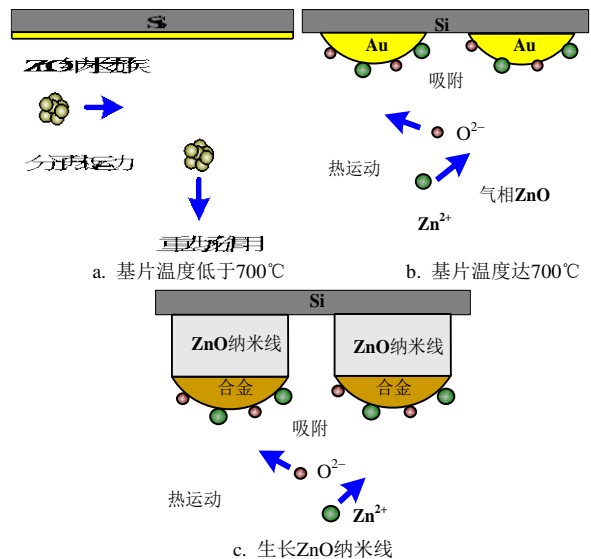 Si
Si
Au
Au
吸附
O²⁻
热运动
气相ZnO
Zn²⁺
a. 基片温度低于700℃
b. 基片温度达700℃
Si
ZnO纳米线
ZnO纳米线
合金
合金
吸附
O²⁻
热运动
Zn²⁺
c. 生长ZnO纳米线